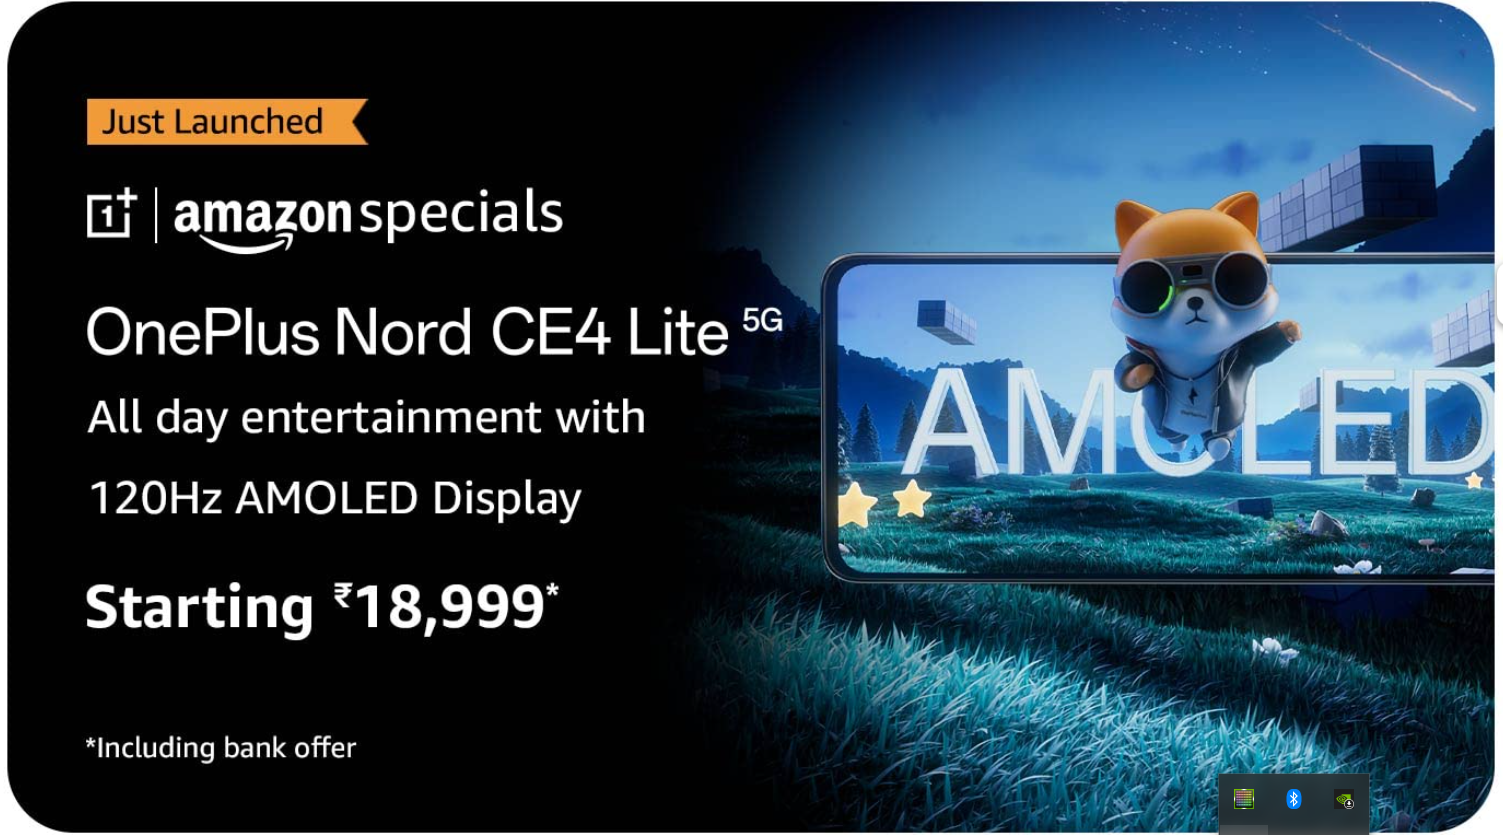 Just Launched
1+ | amazon specials
OnePlus Nord CE4 Lite 5G
All day entertainment with
120Hz AMOLED Display
Starting ₹18,999*
*Including bank offer
AMOLED